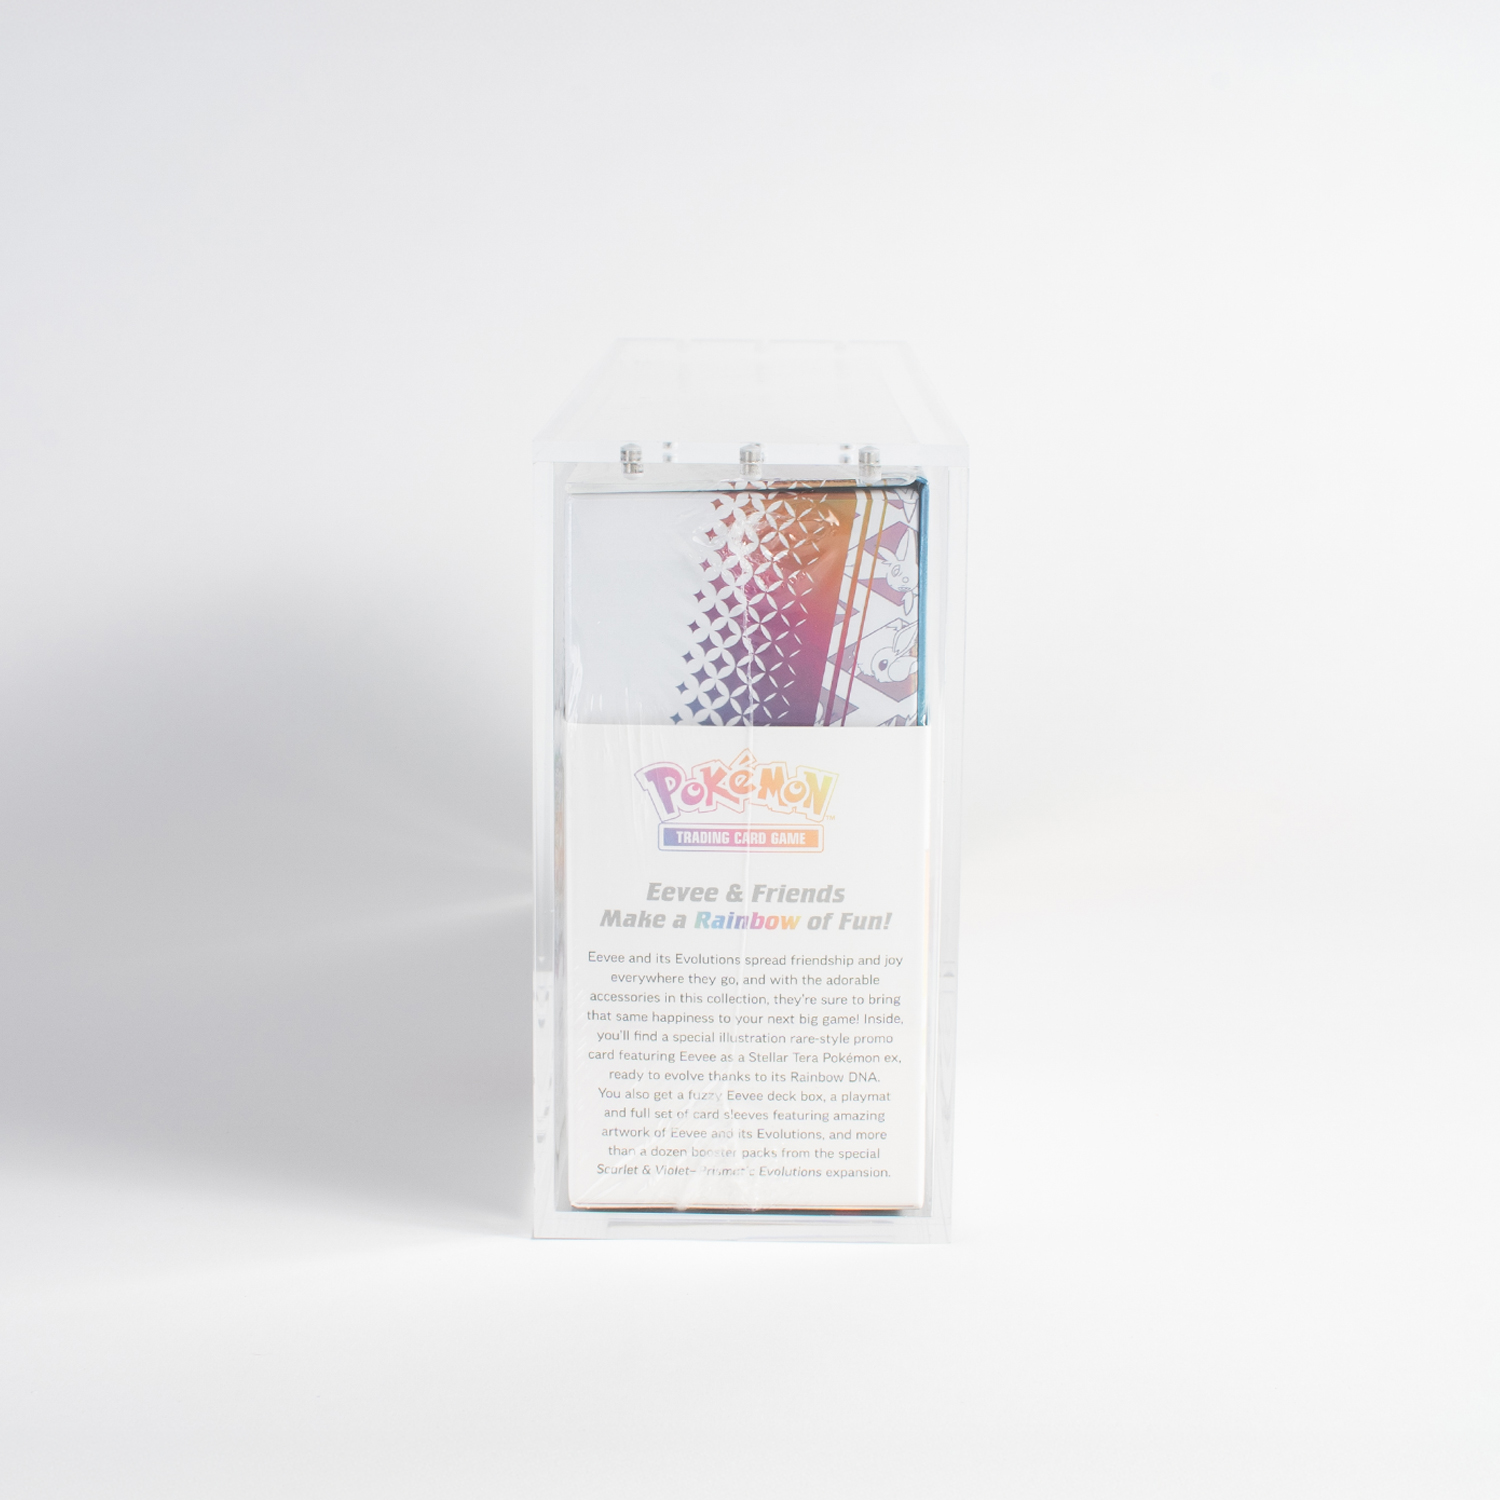 POKéMON™
TRADING CARD GAME
Eevee & Friends
Make a Rainbow of Fun!
Eevee and its Evolutions spread friendship and joy
everywhere they go, and with the adorable
accessories in this collection, they're sure to bring
that same happiness to your next big game! Inside,
you'll find a special illustration rare-style promo
card featuring Eevee as a Stellar Tera Pokémon ex,
ready to evolve thanks to its Rainbow DNA.
You also get a fuzzy Eevee deck box, a playmat
and full set of card sleeves featuring amazing
artwork of Eevee and its Evolutions, and more
than a dozen booster packs from the special
Scarlet & Violet–Prismatic Evolutions expansion.